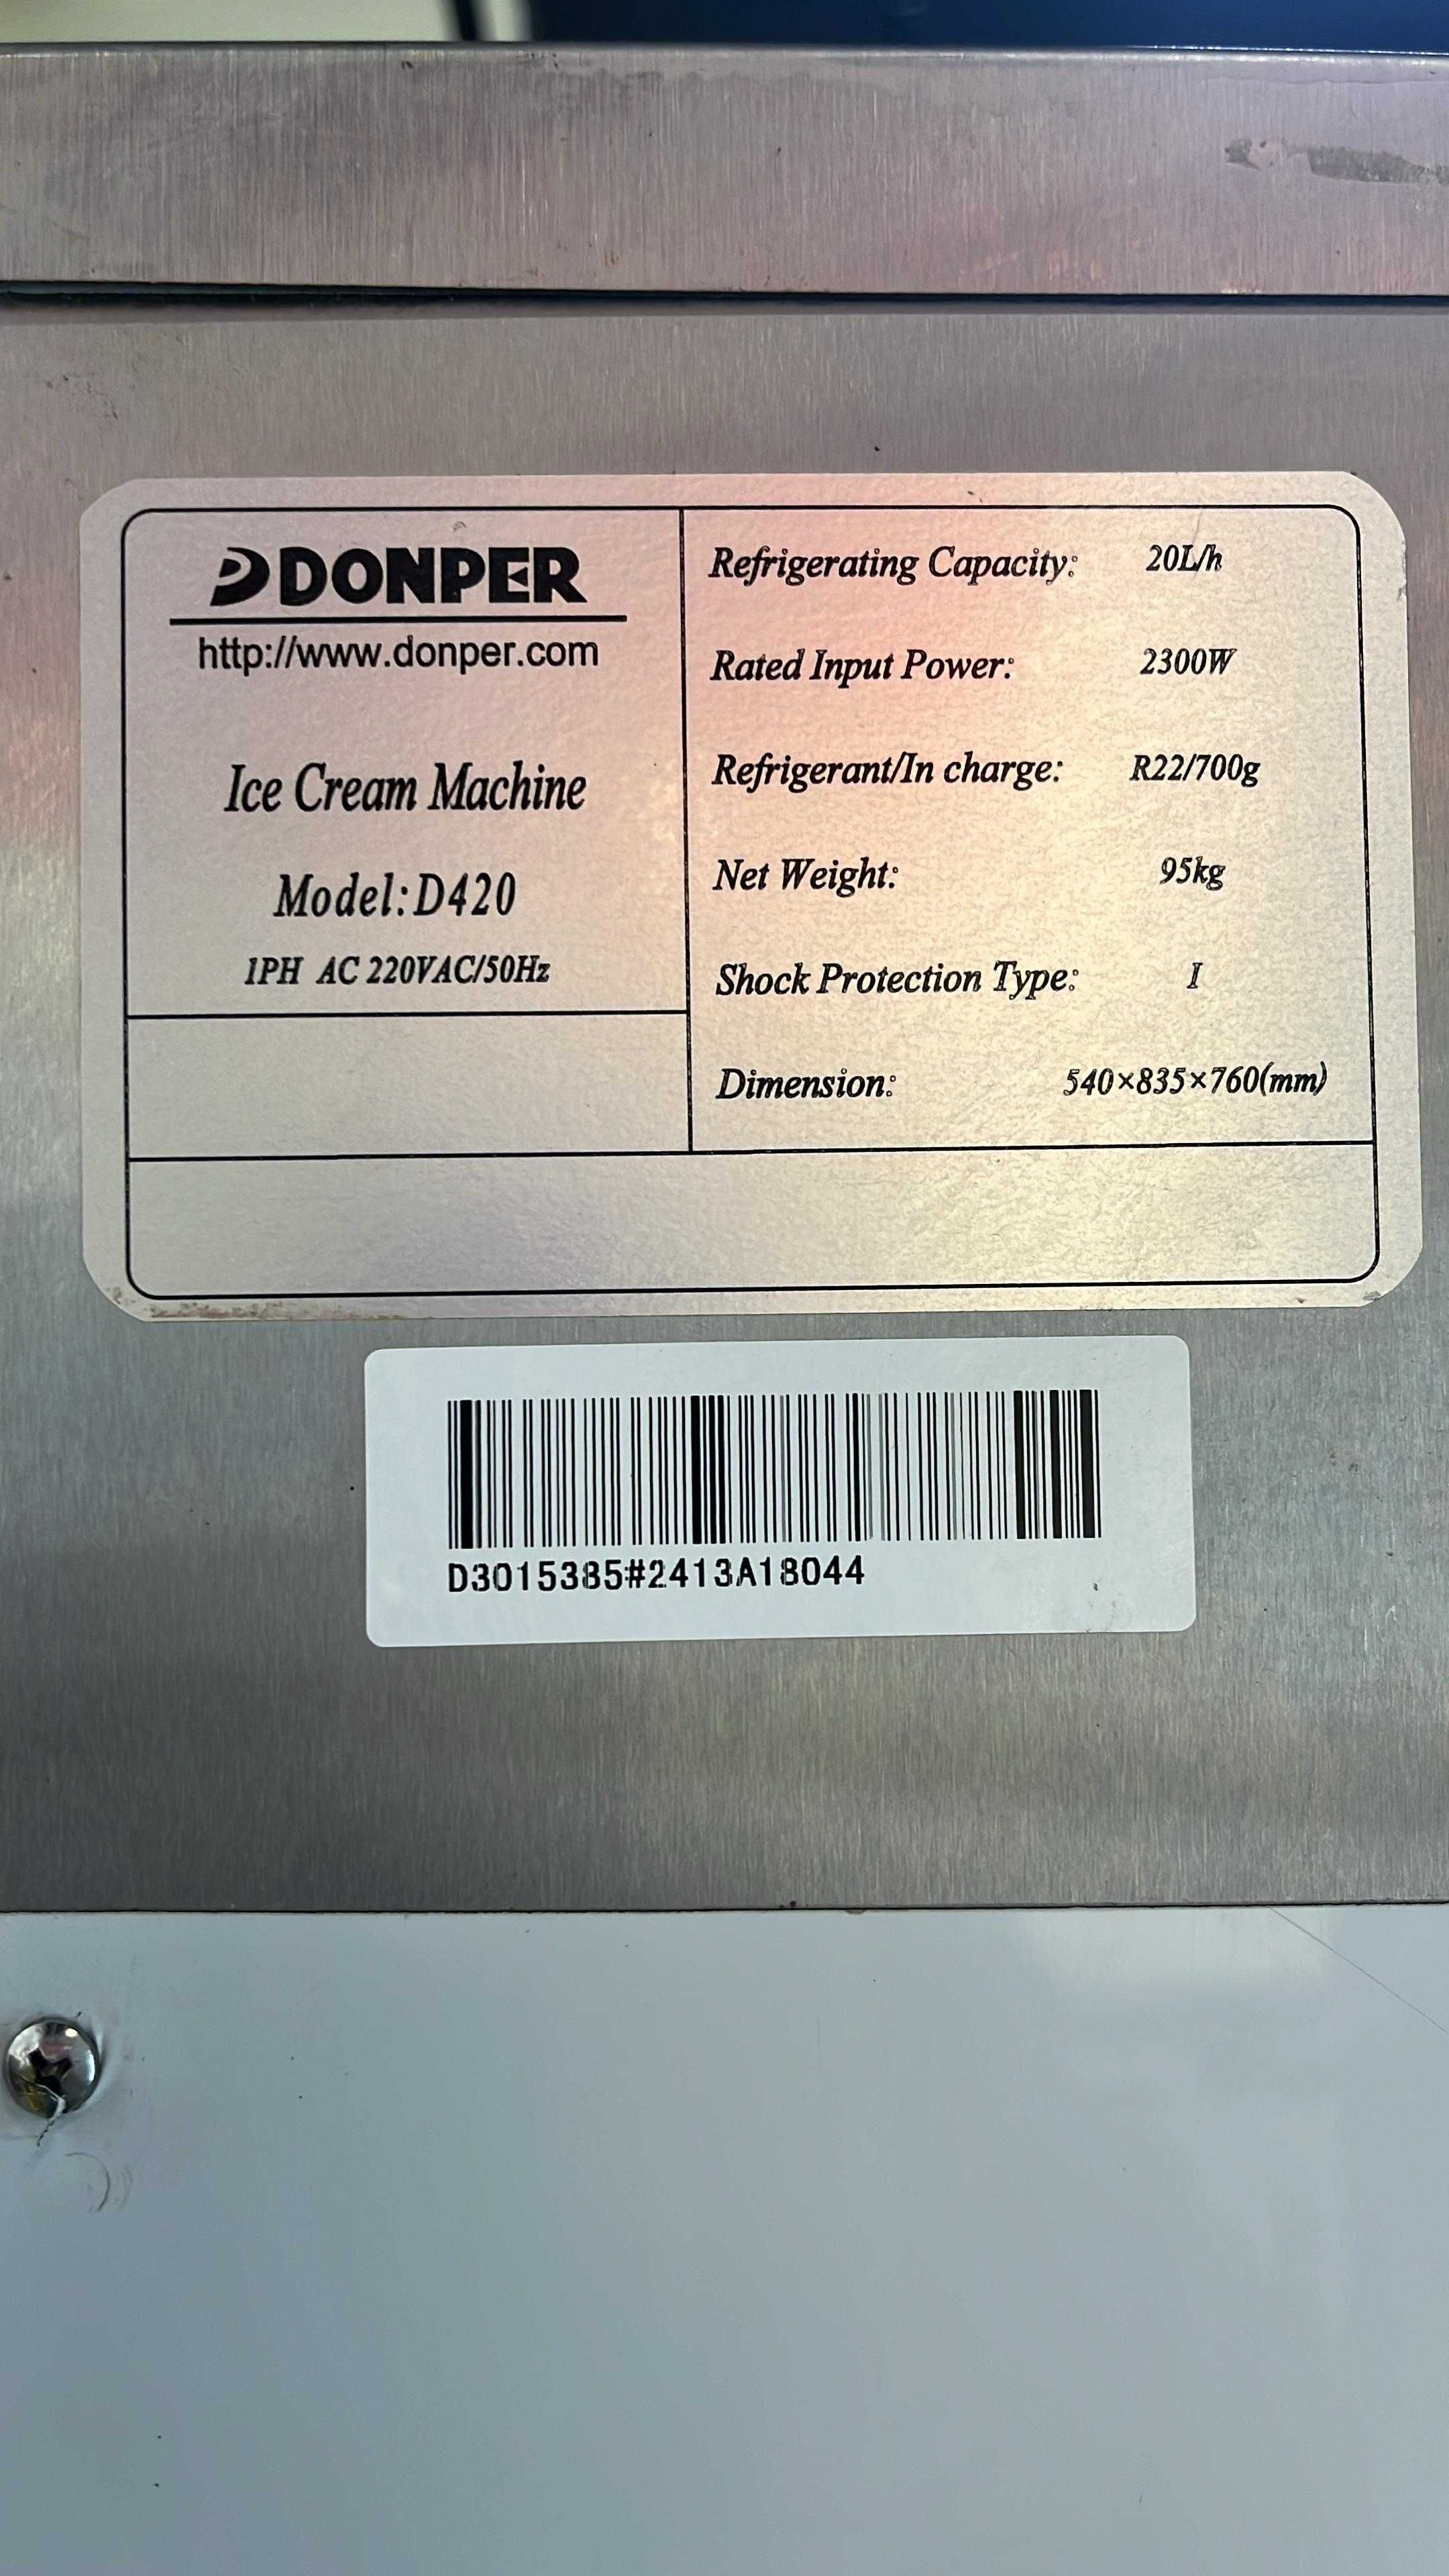 DONPER
http://www.donper.com
Ice Cream Machine
Model:D420
1PH AC 220VAC/50Hz
Refrigerating Capacity: 20L/h
Rated Input Power: 2300W
Refrigerant/In charge: R22/700g
Net Weight: 95kg
Shock Protection Type: I
Dimension: 540×835×760(mm)
D3015385#2413A18044